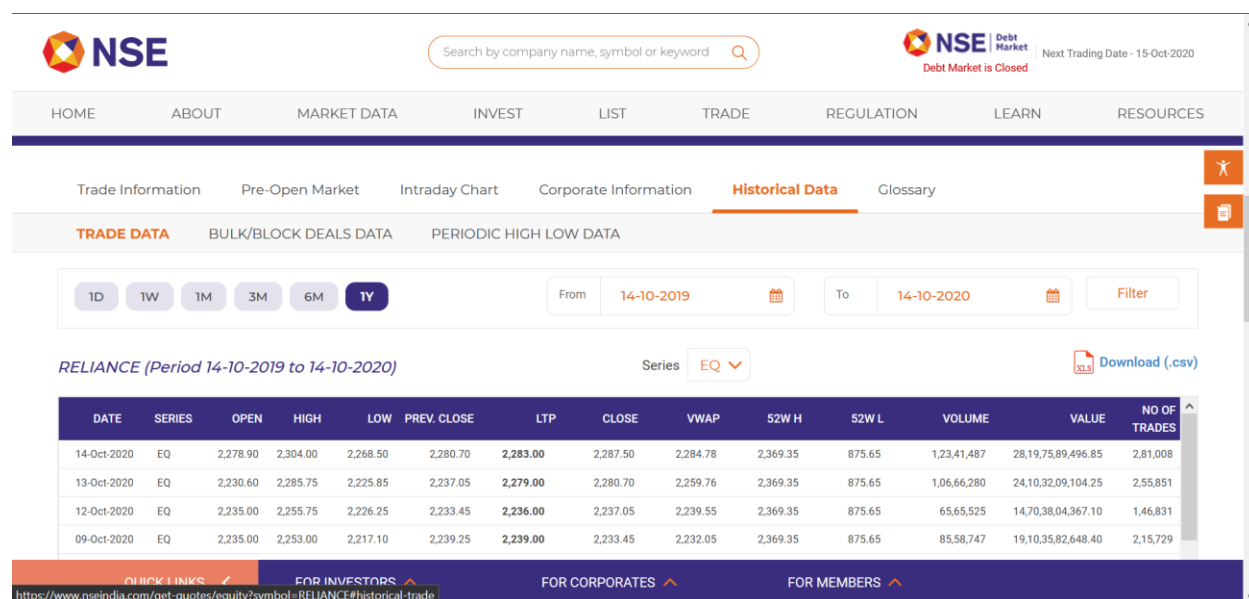 NSE
Search by company name, symbol or keyword
NSE Debt Market
Debt Market is Closed
Next Trading Date - 15-Oct-2020
HOME ABOUT MARKET DATA INVEST LIST TRADE REGULATION LEARN RESOURCES
Trade Information Pre-Open Market Intraday Chart Corporate Information Historical Data Glossary
TRADE DATA BULK/BLOCK DEALS DATA PERIODIC HIGH LOW DATA
1D 1W 1M 3M 6M 1Y From 14-10-2019 To 14-10-2020 Filter
RELIANCE (Period 14-10-2019 to 14-10-2020) Series EQ XLS Download (.csv)
DATE SERIES OPEN HIGH LOW PREV. CLOSE LTP CLOSE VWAP 52W H 52W L VOLUME VALUE NO OF TRADES
14-Oct-2020 EQ 2,278.90 2,304.00 2,268.50 2,280.70 2,283.00 2,287.50 2,284.78 2,369.35 875.65 1,23,41,487 28,19,75,89,496.85 2,81,008
13-Oct-2020 EQ 2,230.60 2,285.75 2,225.85 2,237.05 2,279.00 2,280.70 2,259.76 2,369.35 875.65 1,06,66,280 24,10,32,09,104.25 2,55,851
12-Oct-2020 EQ 2,235.00 2,255.75 2,226.25 2,233.45 2,236.00 2,237.05 2,239.55 2,369.35 875.65 65,65,525 14,70,38,04,367.10 1,46,831
09-Oct-2020 EQ 2,235.00 2,253.00 2,217.10 2,239.25 2,239.00 2,233.45 2,232.05 2,369.35 875.65 85,58,747 19,10,35,82,648.40 2,15,729
QUICK LINKS FOR INVESTORS FOR CORPORATES FOR MEMBERS
https://www.nseindia.com/get-quotes/equity?symbol=RELIANCE#historical-trade